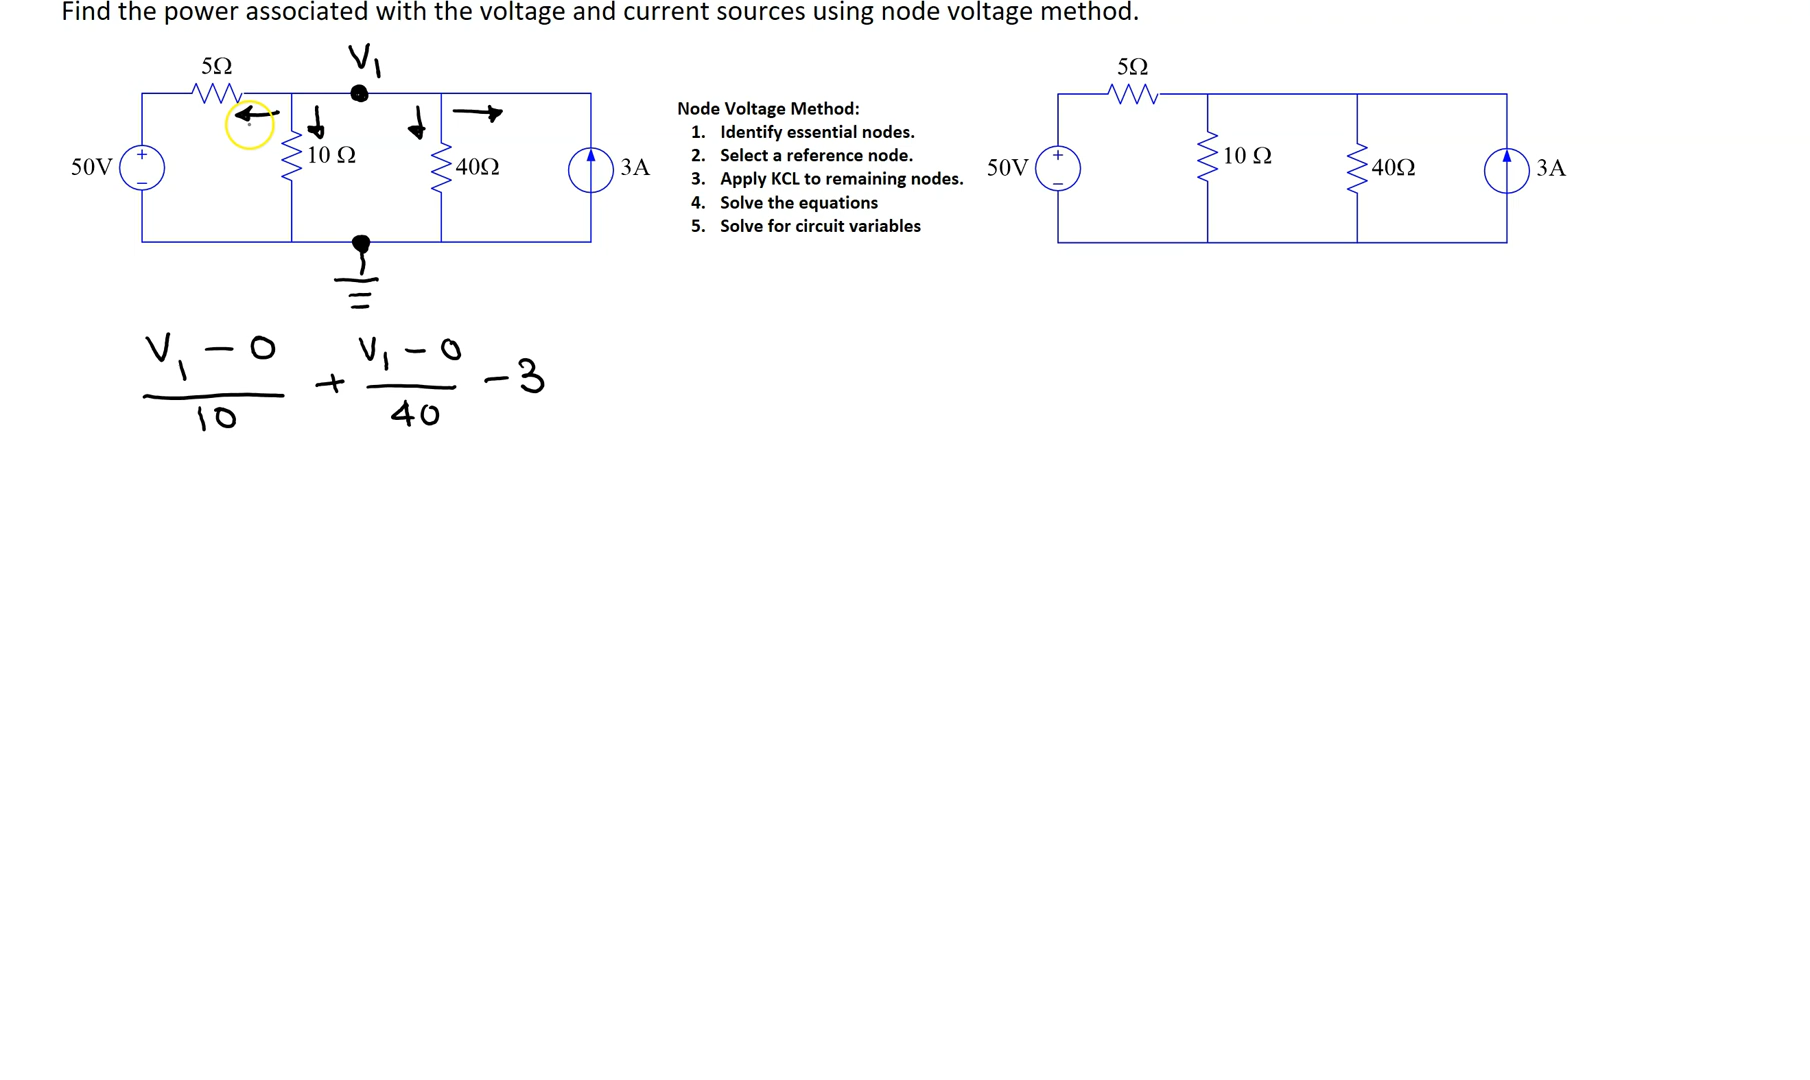 Find the power associated with the voltage and current sources using node voltage method.
V1
5Ω
10 Ω
40Ω
50V
+
−
3A
Node Voltage Method:
1. Identify essential nodes.
2. Select a reference node.
3. Apply KCL to remaining nodes.
4. Solve the equations
5. Solve for circuit variables
5Ω
50V
+
−
10 Ω
40Ω
3A
V1 − 0
10
+
V1 − 0
40
− 3